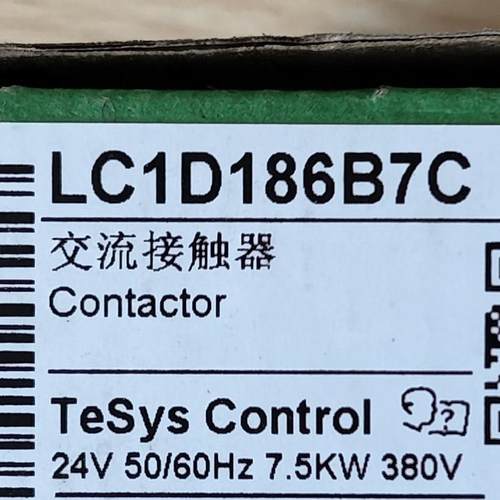 LC1D186B7C
交流接触器
Contactor
TeSys Control
24V 50/60Hz 7.5KW 380V